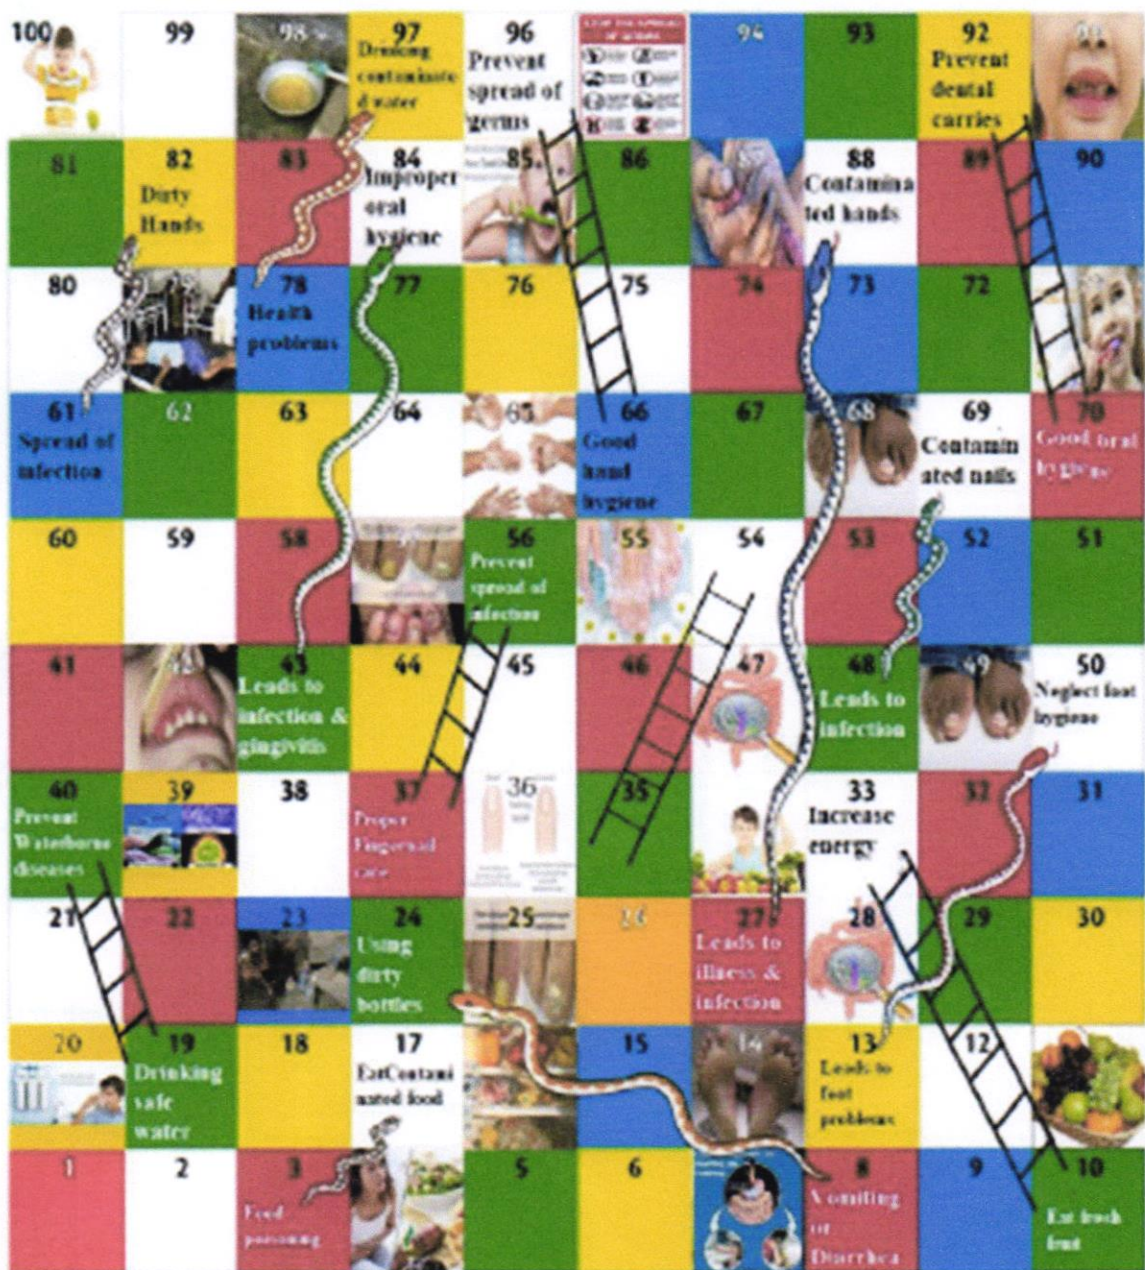 100
99
98
97
Drinking
contaminate
d water
96
Prevent
spread of
germs
94
93
92
Prevent
dental
carries
91
81
82
Dirty
Hands
83
84
Improper
oral
hygiene
85
86
87
88
Contamina
ted hands
89
90
80
78
Health
problems
77
76
75
74
73
72
61
Spread of
infection
62
63
64
65
66
Good
hand
hygiene
67
68
69
Contamin
ated nails
70
Good oral
hygiene
60
59
58
56
Prevent
spread of
infection
55
54
53
52
51
41
43
Leads to
infection &
gingivitis
44
45
46
47
48
Leads to
infection
49
50
Neglect foot
hygiene
40
Prevent
Waterborne
diseases
39
38
37
Proper
Fingernail
care
36
35
33
Increase
energy
32
31
21
22
23
24
Using
dirty
bottles
25
26
27
Leads to
illness &
infection
28
29
30
20
19
Drinking
safe
water
18
17
EatContami
nated food
15
14
13
Leads to
foot
problems
12
1
2
3
Food
poisoning
5
6
8
Vomiting
or
Diarrhea
9
10
Eat fresh
fruit